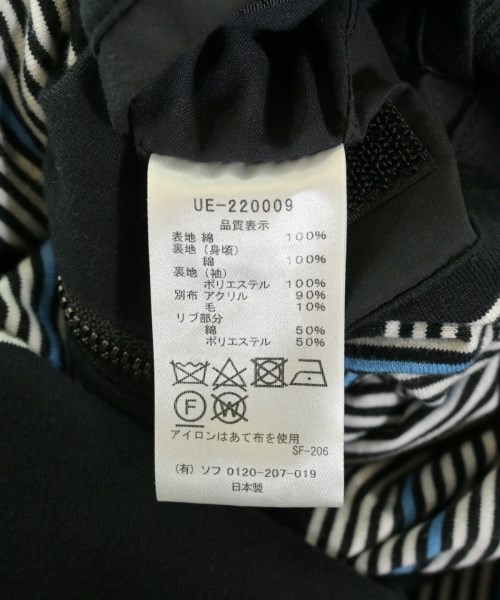 UE-220009
品質表示
表地 綿 100%
裏地 (身頃)
綿 100%
裏地 (袖)
ポリエステル 100%
別布 アクリル 90%
毛 10%
リブ部分
綿 50%
ポリエステル 50%
F W
アイロンはあて布を使用
SF-206
(有) ソフ 0120-207-019
日本製